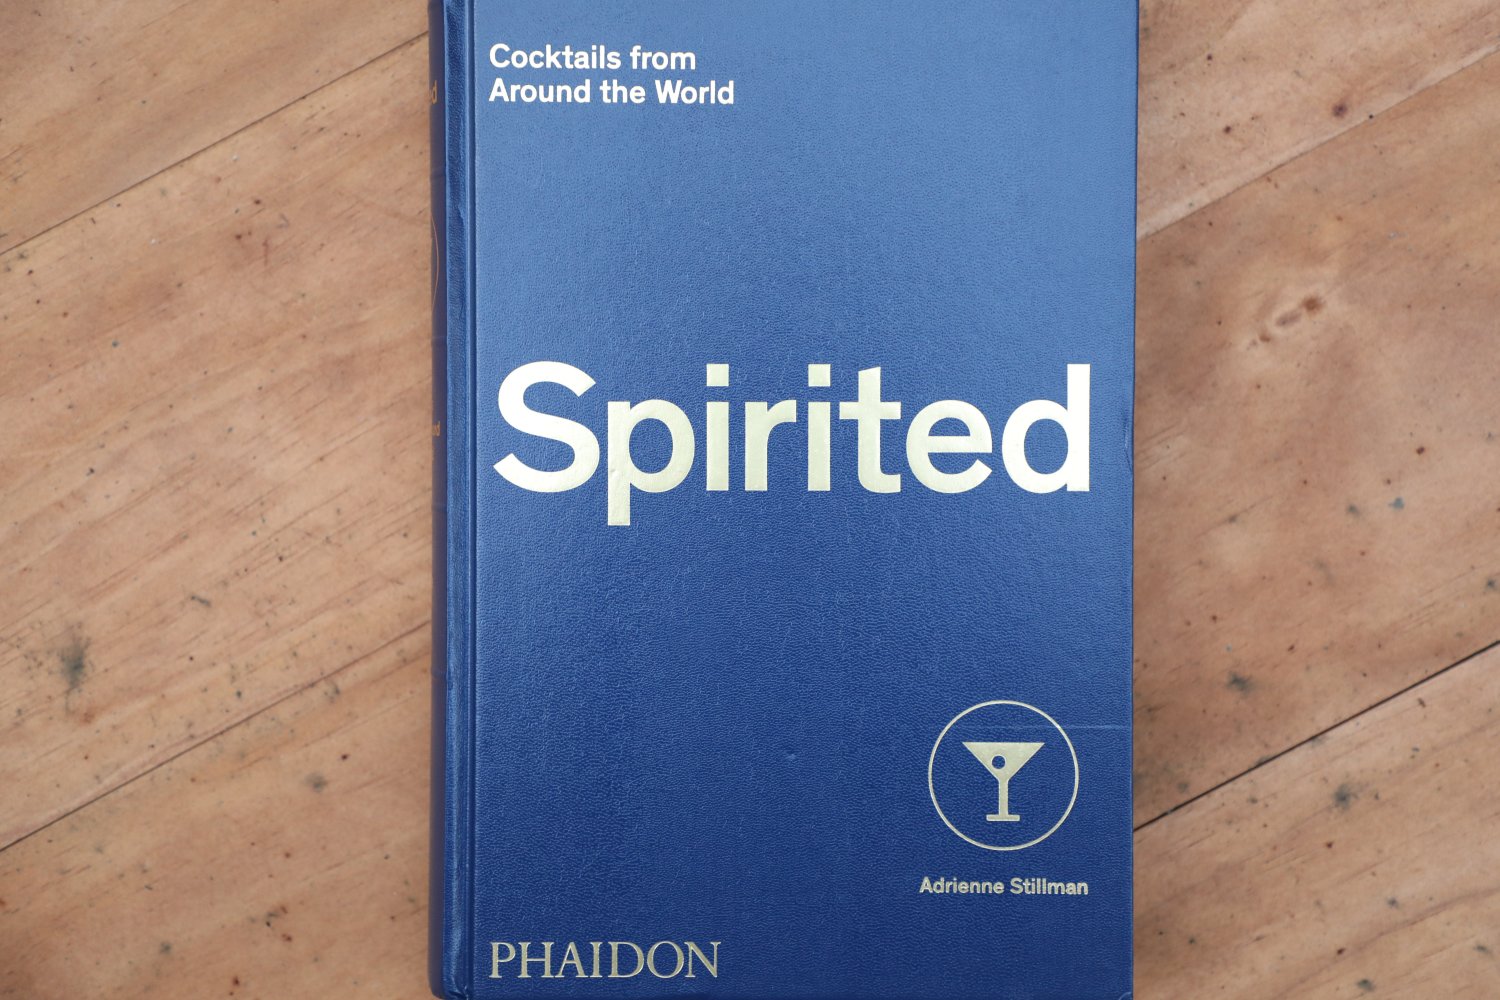 Cocktails from
Around the World
Spirited
Adrienne Stillman
PHAIDON